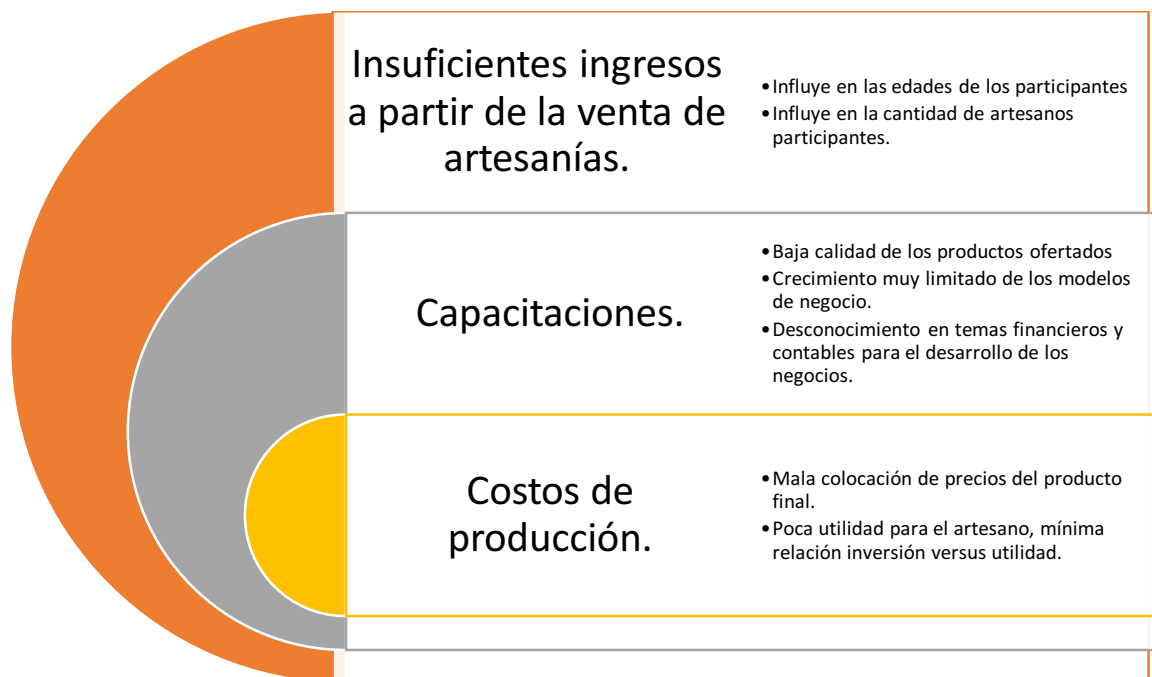 Insuficientes ingresos
a partir de la venta de
artesanías.
•Influye en las edades de los participantes
•Influye en la cantidad de artesanos
participantes.
Capacitaciones.
•Baja calidad de los productos ofertados
•Crecimiento muy limitado de los modelos
de negocio.
•Desconocimiento en temas financieros y
contables para el desarrollo de los
negocios.
Costos de
producción.
•Mala colocación de precios del producto
final.
•Poca utilidad para el artesano, mínima
relación inversión versus utilidad.